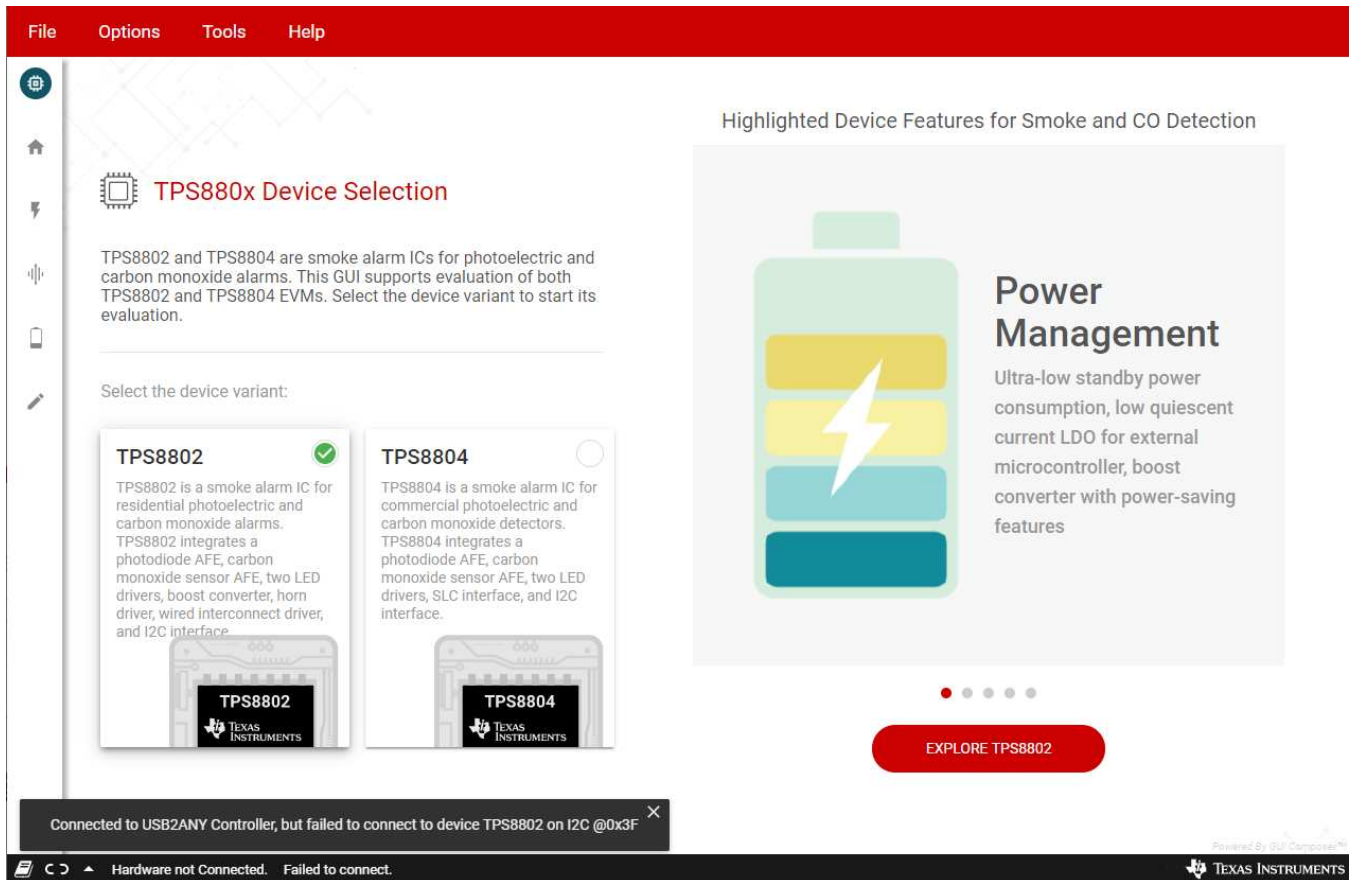 File Options Tools Help
TPS880x Device Selection
TPS8802 and TPS8804 are smoke alarm ICs for photoelectric and
carbon monoxide alarms. This GUI supports evaluation of both
TPS8802 and TPS8804 EVMs. Select the device variant to start its
evaluation.
Select the device variant:
TPS8802
TPS8802 is a smoke alarm IC for
residential photoelectric and
carbon monoxide alarms.
TPS8802 integrates a
photodiode AFE, carbon
monoxide sensor AFE, two LED
drivers, boost converter, horn
driver, wired interconnect driver,
and I2C interface.
TPS8802
TEXAS
INSTRUMENTS
TPS8804
TPS8804 is a smoke alarm IC for
commercial photoelectric and
carbon monoxide detectors.
TPS8804 integrates a
photodiode AFE, carbon
monoxide sensor AFE, two LED
drivers, SLC interface, and I2C
interface.
TPS8804
TEXAS
INSTRUMENTS
Highlighted Device Features for Smoke and CO Detection
Power
Management
Ultra-low standby power
consumption, low quiescent
current LDO for external
microcontroller, boost
converter with power-saving
features
EXPLORE TPS8802
Connected to USB2ANY Controller, but failed to connect to device TPS8802 on I2C @0x3F
Powered By GUI Composer™
Hardware not Connected. Failed to connect.
TEXAS INSTRUMENTS